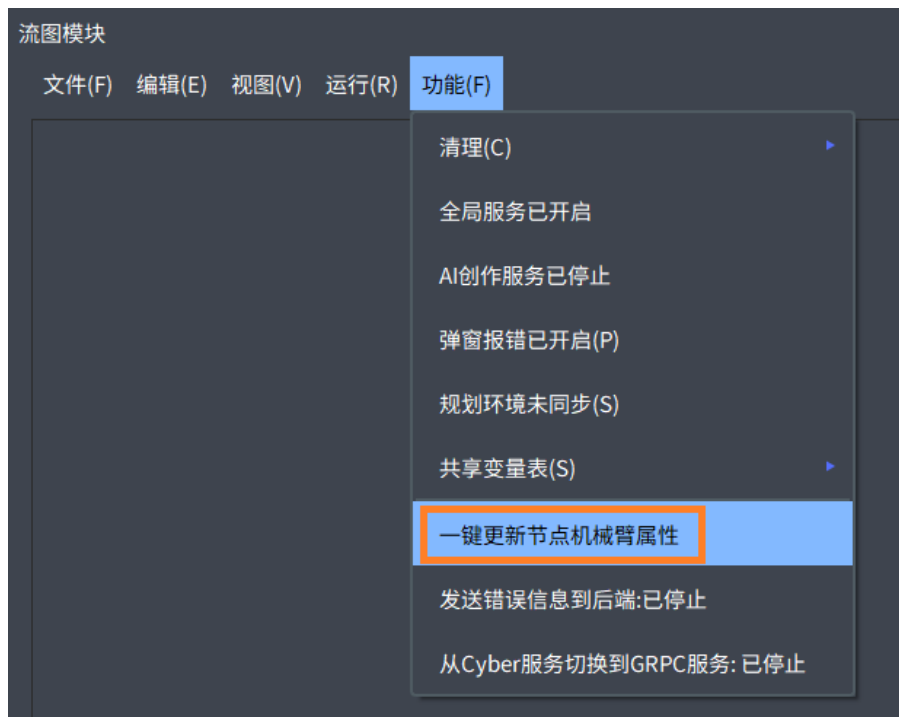 流图模块
文件(F) 编辑(E) 视图(V) 运行(R) 功能(F)
清理(C)
全局服务已开启
AI创作服务已停止
弹窗报错已开启(P)
规划环境未同步(S)
共享变量表(S)
一键更新节点机械臂属性
发送错误信息到后端:已停止
从Cyber服务切换到GRPC服务: 已停止